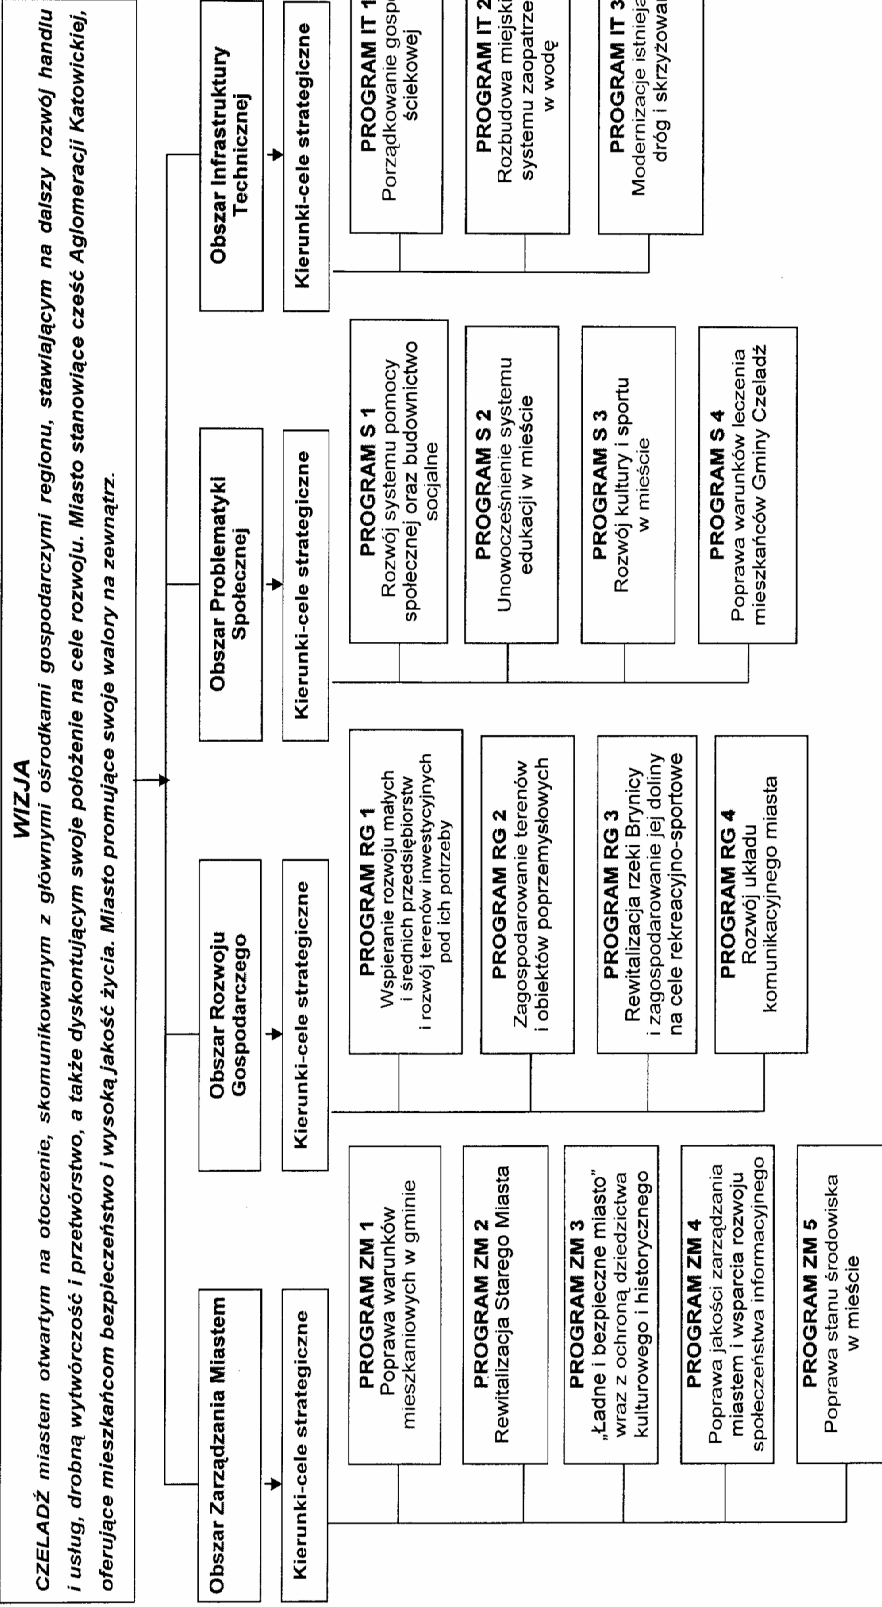 WIZJA
CZELADŹ miastem otwartym na otoczenie, skomunikowanym z głównymi ośrodkami gospodarczymi regionu, stawiającym na dalszy rozwój handlu
i usług, drobną wytwórczość i przetwórstwo, a także dyskontującym swoje położenie na cele rozwoju. Miasto stanowiące cześć Aglomeracji Katowickiej,
oferujące mieszkańcom bezpieczeństwo i wysoką jakość życia. Miasto promujące swoje walory na zewnątrz.
Obszar Zarządzania Miastem
Kierunki-cele strategiczne
PROGRAM ZM 1
Poprawa warunków
mieszkaniowych w gminie
PROGRAM ZM 2
Rewitalizacja Starego Miasta
PROGRAM ZM 3
„Ładne i bezpieczne miasto”
wraz z ochroną dziedzictwa
kulturowego i historycznego
PROGRAM ZM 4
Poprawa jakości zarządzania
miastem i wsparcia rozwoju
społeczeństwa informacyjnego
PROGRAM ZM 5
Poprawa stanu środowiska
w mieście
Obszar Rozwoju
Gospodarczego
Kierunki-cele strategiczne
PROGRAM RG 1
Wspieranie rozwoju małych
i średnich przedsiębiorstw
i rozwój terenów inwestycyjnych
pod ich potrzeby
PROGRAM RG 2
Zagospodarowanie terenów
i obiektów poprzemysłowych
PROGRAM RG 3
Rewitalizacja rzeki Brynicy
i zagospodarowanie jej doliny
na cele rekreacyjno-sportowe
PROGRAM RG 4
Rozwój układu
komunikacyjnego miasta
Obszar Problematyki
Społecznej
Kierunki-cele strategiczne
PROGRAM S 1
Rozwój systemu pomocy
społecznej oraz budownictwo
socjalne
PROGRAM S 2
Unowocześnienie systemu
edukacji w mieście
PROGRAM S 3
Rozwój kultury i sportu
w mieście
PROGRAM S 4
Poprawa warunków leczenia
mieszkańców Gminy Czeladź
Obszar Infrastruktury
Technicznej
Kierunki-cele strategiczne
PROGRAM IT 1
Porządkowanie
ściekowej
PROGRAM IT 2
Rozbudowa
systemu
w wodę
PROGRAM IT 3
Modernizacje
dróg i